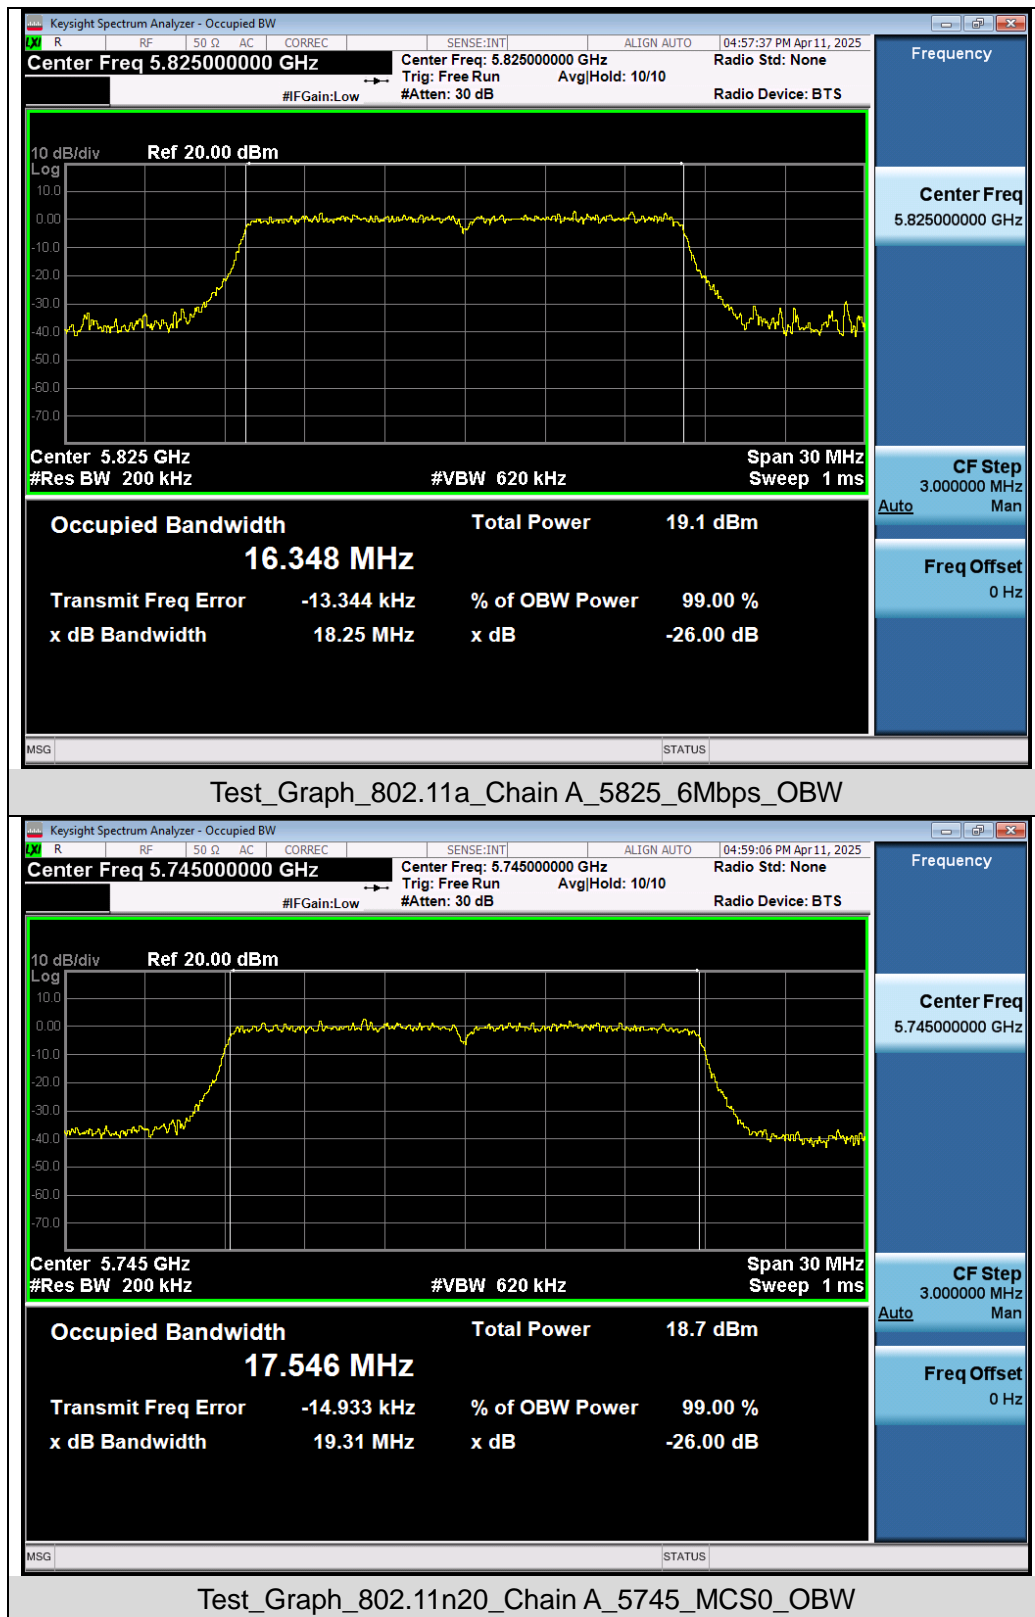 Keysight Spectrum Analyzer - Occupied BW
LXI R RF 50 Ω AC CORREC SENSE:INT ALIGN AUTO 04:57:37 PM Apr 11, 2025
Center Freq 5.825000000 GHz
Center Freq: 5.825000000 GHz
Radio Std: None
Trig: Free Run Avg|Hold: 10/10
#IFGain:Low
#Atten: 30 dB
Radio Device: BTS
Frequency
10 dB/div Ref 20.00 dBm
Log
10.0
0.00
-10.0
-20.0
-30.0
-40.0
-50.0
-60.0
-70.0
Center Freq
5.825000000 GHz
Center 5.825 GHz Span 30 MHz
#Res BW 200 kHz #VBW 620 kHz Sweep 1 ms
CF Step
3.000000 MHz
Auto Man
Freq Offset
0 Hz
Occupied Bandwidth Total Power 19.1 dBm
16.348 MHz
Transmit Freq Error -13.344 kHz % of OBW Power 99.00 %
x dB Bandwidth 18.25 MHz x dB -26.00 dB
MSG STATUS
Test_Graph_802.11a_Chain A_5825_6Mbps_OBW
Keysight Spectrum Analyzer - Occupied BW
LXI R RF 50 Ω AC CORREC SENSE:INT ALIGN AUTO 04:59:06 PM Apr 11, 2025
Center Freq 5.745000000 GHz
Center Freq: 5.745000000 GHz
Radio Std: None
Trig: Free Run Avg|Hold: 10/10
#IFGain:Low
#Atten: 30 dB
Radio Device: BTS
Frequency
10 dB/div Ref 20.00 dBm
Log
10.0
0.00
-10.0
-20.0
-30.0
-40.0
-50.0
-60.0
-70.0
Center Freq
5.745000000 GHz
Center 5.745 GHz Span 30 MHz
#Res BW 200 kHz #VBW 620 kHz Sweep 1 ms
CF Step
3.000000 MHz
Auto Man
Freq Offset
0 Hz
Occupied Bandwidth Total Power 18.7 dBm
17.546 MHz
Transmit Freq Error -14.933 kHz % of OBW Power 99.00 %
x dB Bandwidth 19.31 MHz x dB -26.00 dB
MSG STATUS
Test_Graph_802.11n20_Chain A_5745_MCS0_OBW